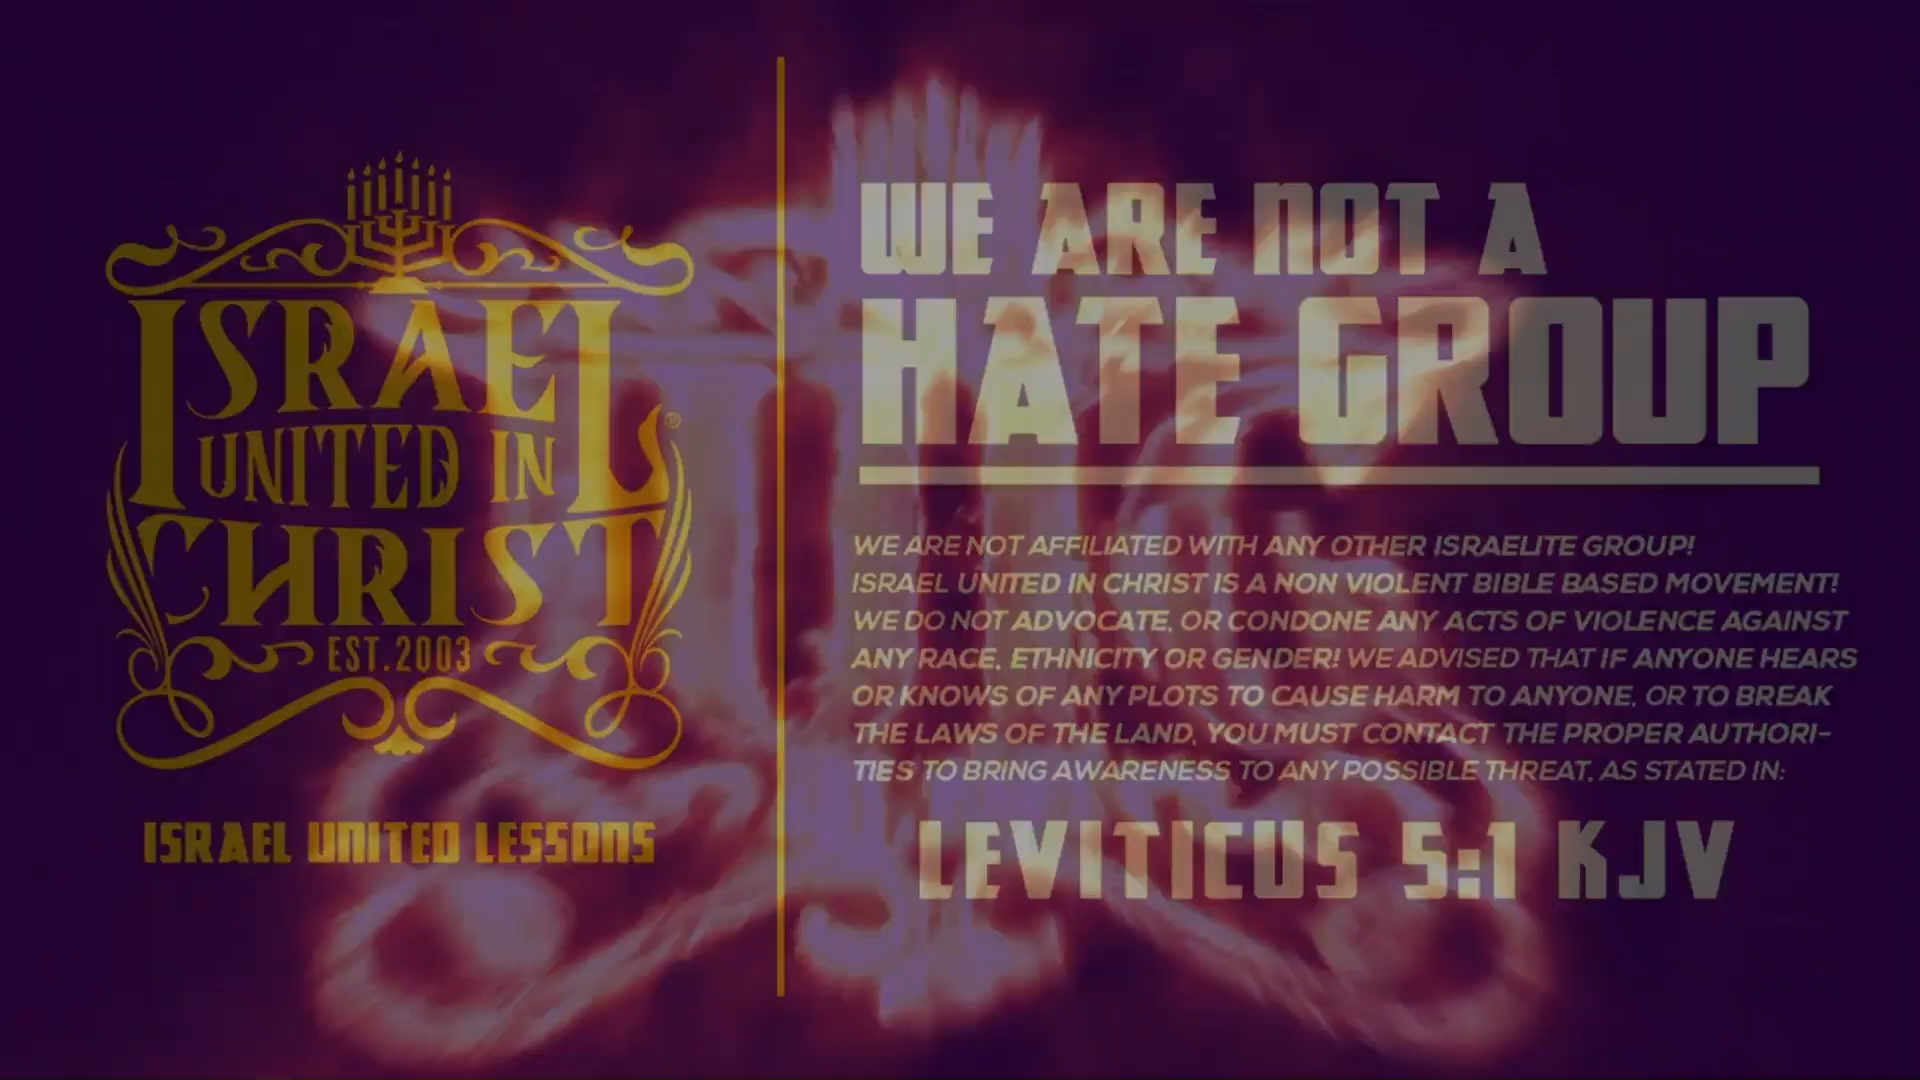 ISRAEL
UNITED IN
CHRIST
®
EST.2003
ISRAEL UNITED LESSONS
WE ARE NOT A
HATE GROUP
WE ARE NOT AFFILIATED WITH ANY OTHER ISRAELITE GROUP!
ISRAEL UNITED IN CHRIST IS A NON VIOLENT BIBLE BASED MOVEMENT!
WE DO NOT ADVOCATE, OR CONDONE ANY ACTS OF VIOLENCE AGAINST
ANY RACE, ETHNICITY OR GENDER! WE ADVISED THAT IF ANYONE HEARS
OR KNOWS OF ANY PLOTS TO CAUSE HARM TO ANYONE, OR TO BREAK
THE LAWS OF THE LAND, YOU MUST CONTACT THE PROPER AUTHORI-
TIES TO BRING AWARENESS TO ANY POSSIBLE THREAT, AS STATED IN:
LEVITICUS 5:1 KJV